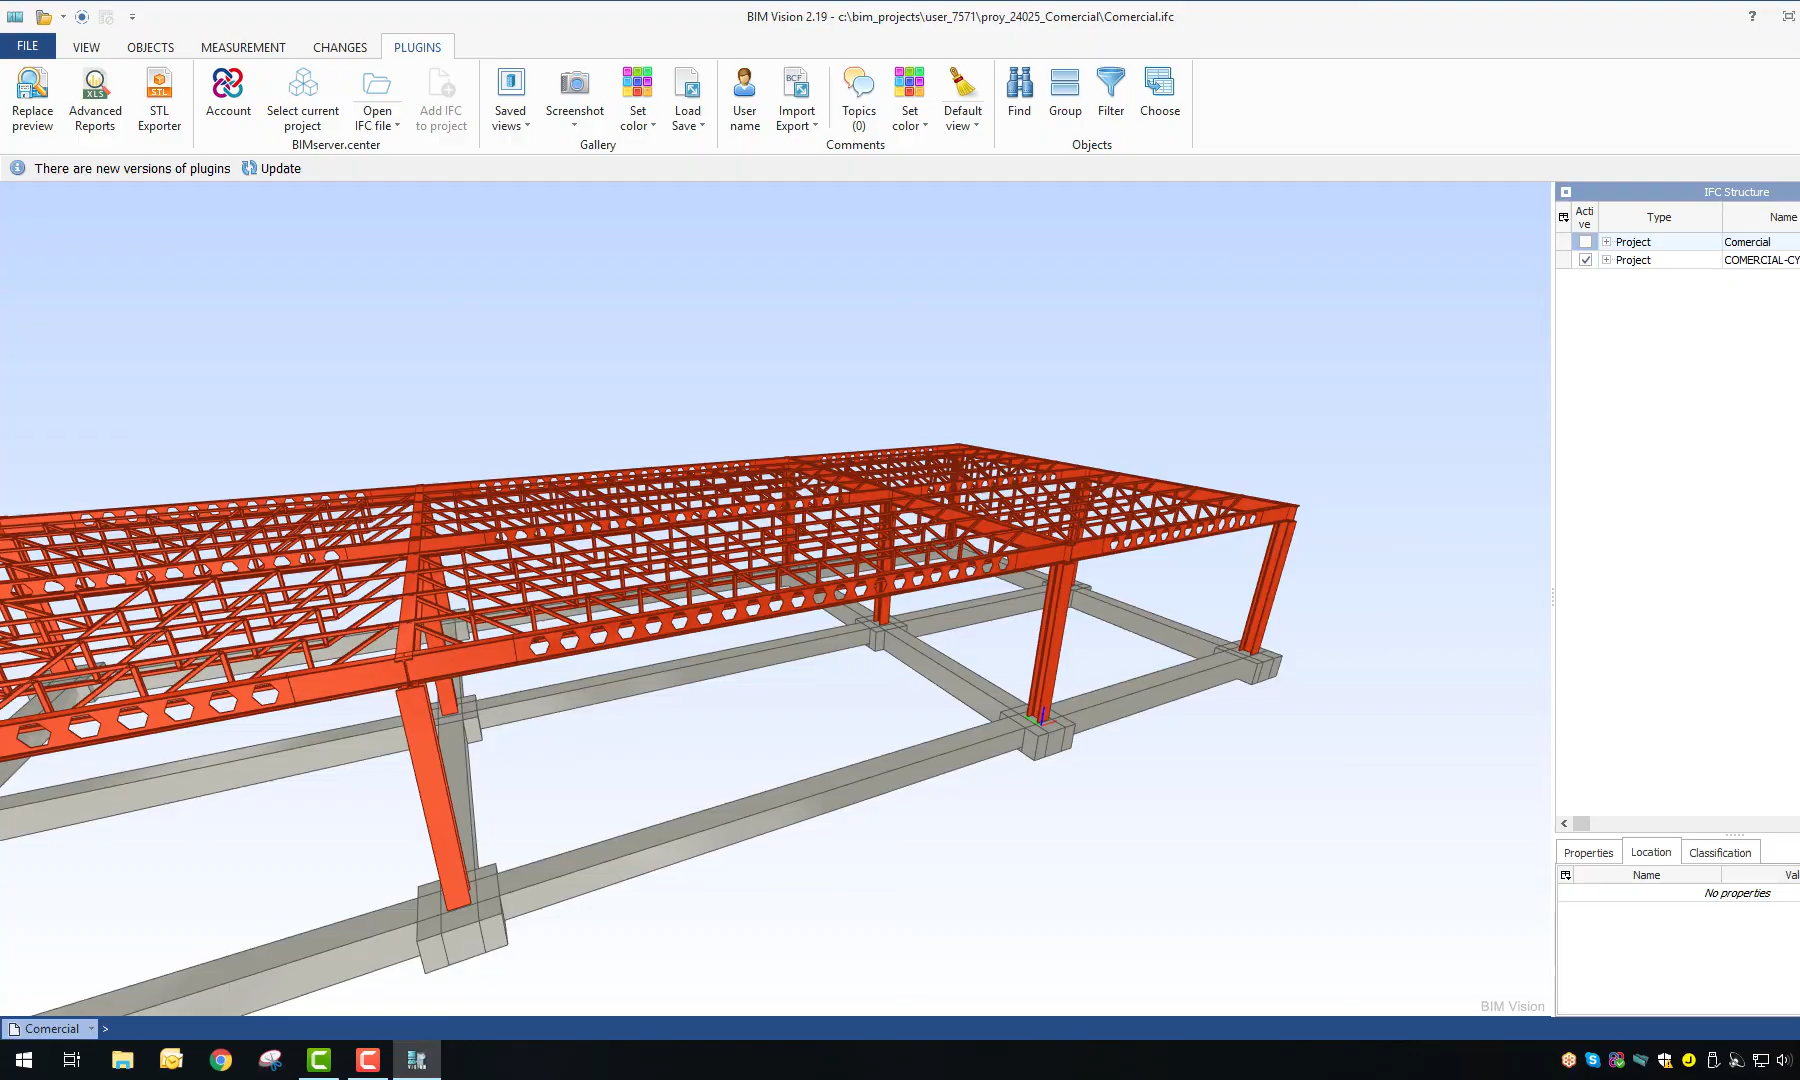 BIM Vision 2.19 - c:\bim_projects\user_7571\proy_24025_Comercial\Comercial.ifc
?
FILE VIEW OBJECTS MEASUREMENT CHANGES PLUGINS
Replace preview
Advanced Reports
STL Exporter
XLS
STL
Account
Select current project
Open IFC file
Add IFC to project
BIMserver.center
Saved views
Screenshot
Set color
Load Save
Gallery
User name
BCF
Import Export
Topics (0)
Set color
Default view
Comments
Find
Group
Filter
Choose
Objects
There are new versions of plugins Update
IFC Structure
Acti ve Type Name
Project Comercial
Project COMERCIAL-CY
Properties Location Classification
Name Val
No properties
BIM Vision
Comercial >